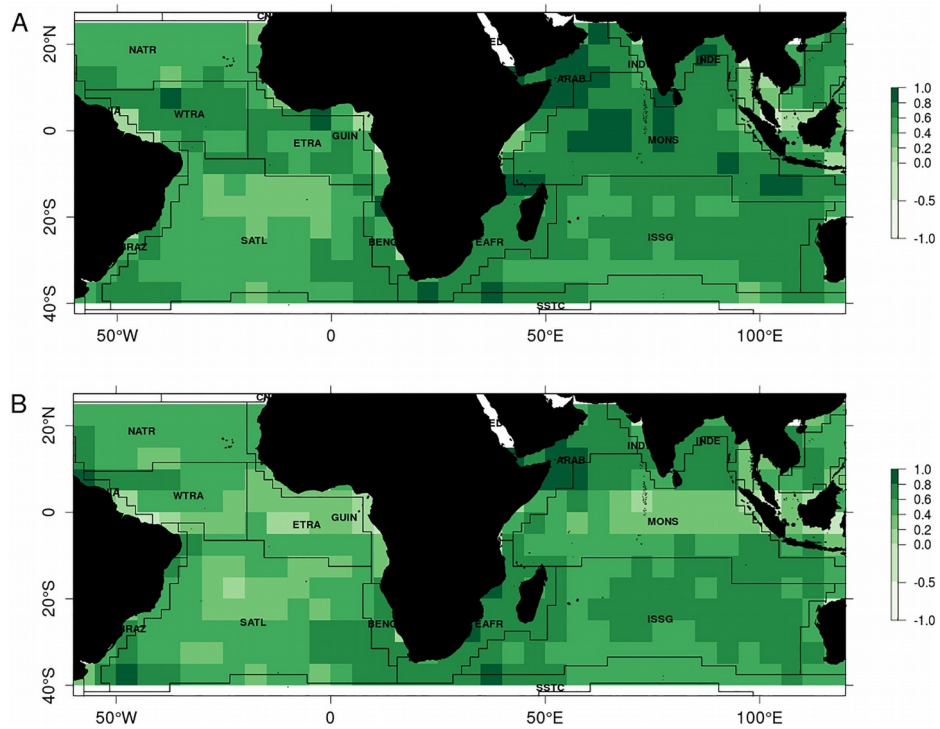 A
20°N
0
20°S
40°S
50°W
0
50°E
100°E
NATR
WTRA
ETRA
GUIN
SATL
BRAZ
BENG
EAFR
ARAB
IND
INDE
MONS
ISSG
SSTC
1.0
0.8
0.6
0.4
0.2
0.0
-0.5
-1.0
B
20°N
0
20°S
40°S
50°W
0
50°E
100°E
NATR
WTRA
ETRA
GUIN
SATL
BRAZ
BENG
EAFR
ARAB
IND
INDE
MONS
ISSG
SSTC
1.0
0.8
0.6
0.4
0.2
0.0
-0.5
-1.0